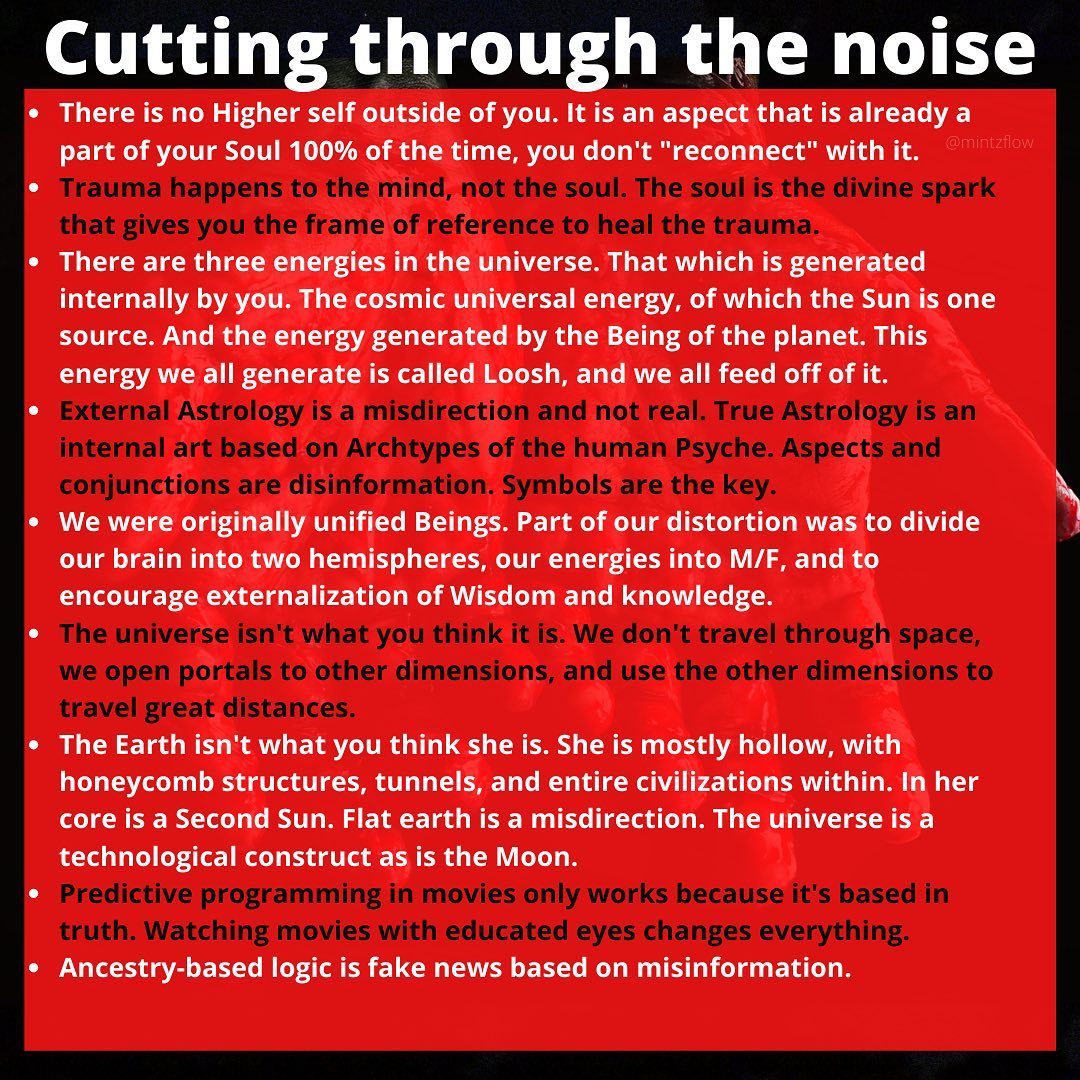 Cutting through the noise
• There is no Higher self outside of you. It is an aspect that is already a
part of your Soul 100% of the time, you don't "reconnect" with it.
@mintzflow
• Trauma happens to the mind, not the soul. The soul is the divine spark
that gives you the frame of reference to heal the trauma.
• There are three energies in the universe. That which is generated
internally by you. The cosmic universal energy, of which the Sun is one
source. And the energy generated by the Being of the planet. This
energy we all generate is called Loosh, and we all feed off of it.
• External Astrology is a misdirection and not real. True Astrology is an
internal art based on Archtypes of the human Psyche. Aspects and
conjunctions are disinformation. Symbols are the key.
• We were originally unified Beings. Part of our distortion was to divide
our brain into two hemispheres, our energies into M/F, and to
encourage externalization of Wisdom and knowledge.
• The universe isn't what you think it is. We don't travel through space,
we open portals to other dimensions, and use the other dimensions to
travel great distances.
• The Earth isn't what you think she is. She is mostly hollow, with
honeycomb structures, tunnels, and entire civilizations within. In her
core is a Second Sun. Flat earth is a misdirection. The universe is a
technological construct as is the Moon.
• Predictive programming in movies only works because it's based in
truth. Watching movies with educated eyes changes everything.
• Ancestry-based logic is fake news based on misinformation.